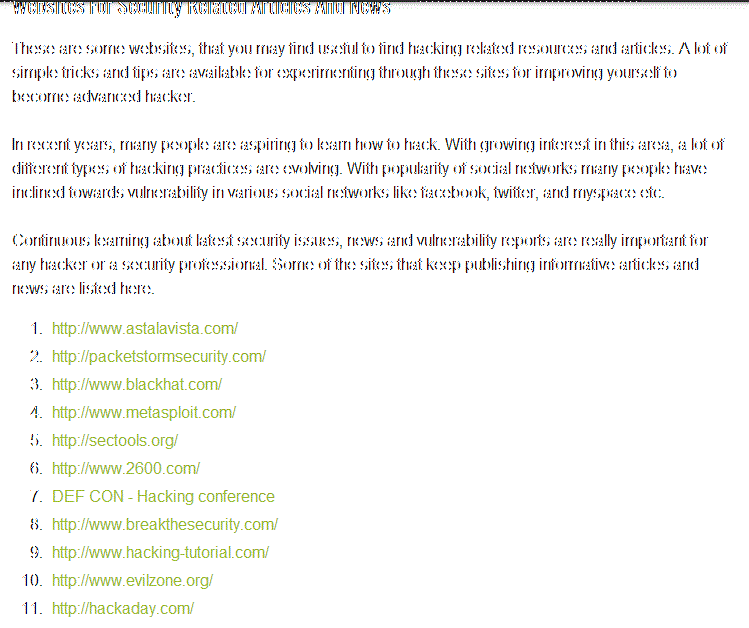 Websites For Security Related Articles And News
These are some websites, that you may find useful to find hacking related resources and articles. A lot of
simple tricks and tips are available for experimenting through these sites for improving yourself to
become advanced hacker.
In recent years, many people are aspiring to learn how to hack. With growing interest in this area, a lot of
different types of hacking practices are evolving. With popularity of social networks many people have
inclined towards vulnerability in various social networks like facebook, twitter, and myspace etc.
Continuous learning about latest security issues, news and vulnerability reports are really important for
any hacker or a security professional. Some of the sites that keep publishing informative articles and
news are listed here.
1. http://www.astalavista.com/
2. http://packetstormsecurity.com/
3. http://www.blackhat.com/
4. http://www.metasploit.com/
5. http://sectools.org/
6. http://www.2600.com/
7. DEF CON - Hacking conference
8. http://www.breakthesecurity.com/
9. http://www.hacking-tutorial.com/
10. http://www.evilzone.org/
11. http://hackaday.com/